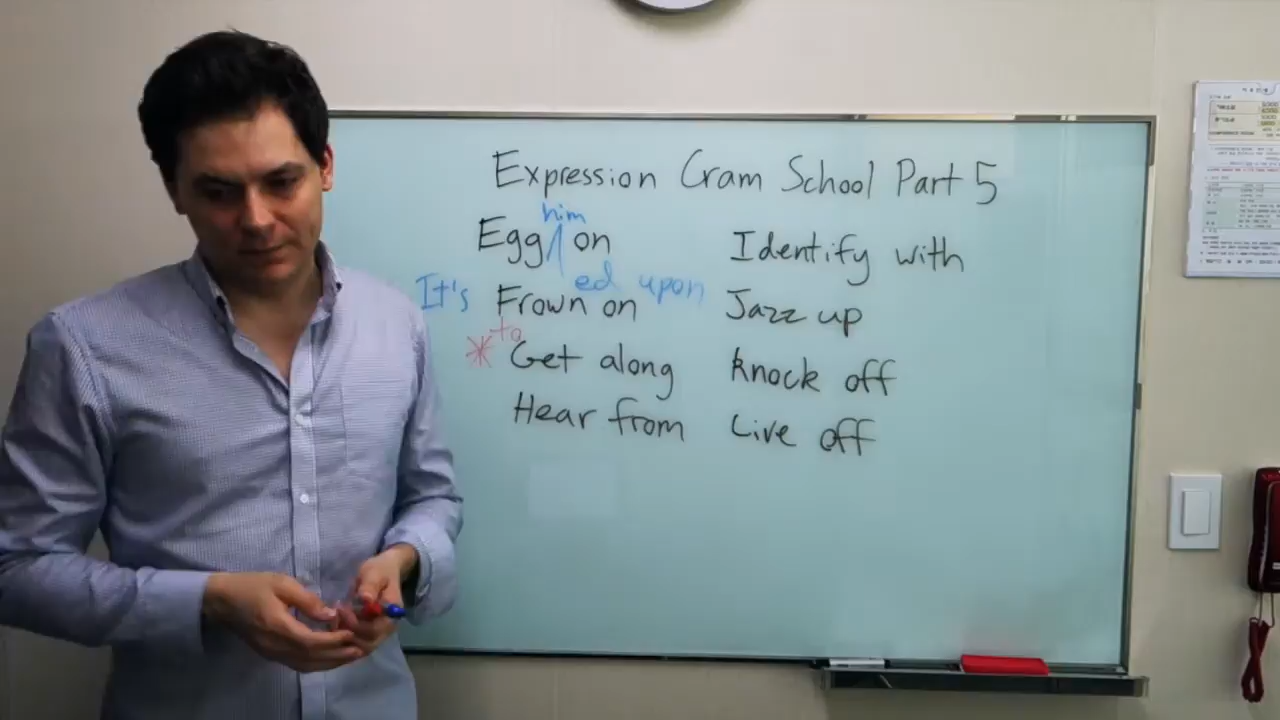 Expression Cram School Part 5
him
Egg on
ed upon
It's Frown on
to
* Get along
Hear from
Identify with
Jazz up
Knock off
Live off